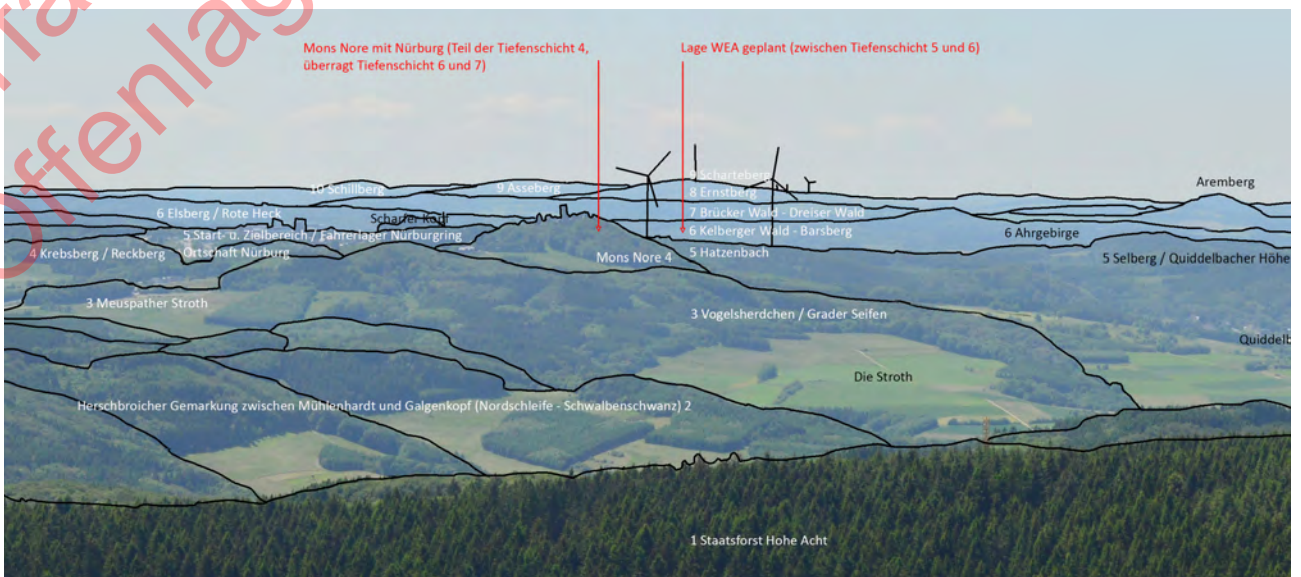 Offenlag
Mons Nore mit Nürburg (Teil der Tiefenschicht 4,
überragt Tiefenschicht 6 und 7)
Lage WEA geplant (zwischen Tiefenschicht 5 und 6)
9 Scharteberg
10 Schillberg
9 Asseberg
8 Ernstberg
Aremberg
6 Elsberg / Rote Heck
Scharfer Kopf
7 Brücker Wald - Dreiser Wald
5 Start- u. Zielbereich / Fahrerlager Nürburgring
6 Kelberger Wald - Barsberg
6 Ahrgebirge
4 Krebsberg / Reckberg
Ortschaft Nürburg
Mons Nore 4
5 Hatzenbach
5 Selberg / Quiddelbacher Höhe
3 Meuspather Stroth
3 Vogelsherdchen / Grader Seifen
Quiddelb
Die Stroth
Herschbroicher Gemarkung zwischen Mühlenhardt und Galgenkopf (Nordschleife - Schwalbenschwanz) 2
1 Staatsforst Hohe Acht